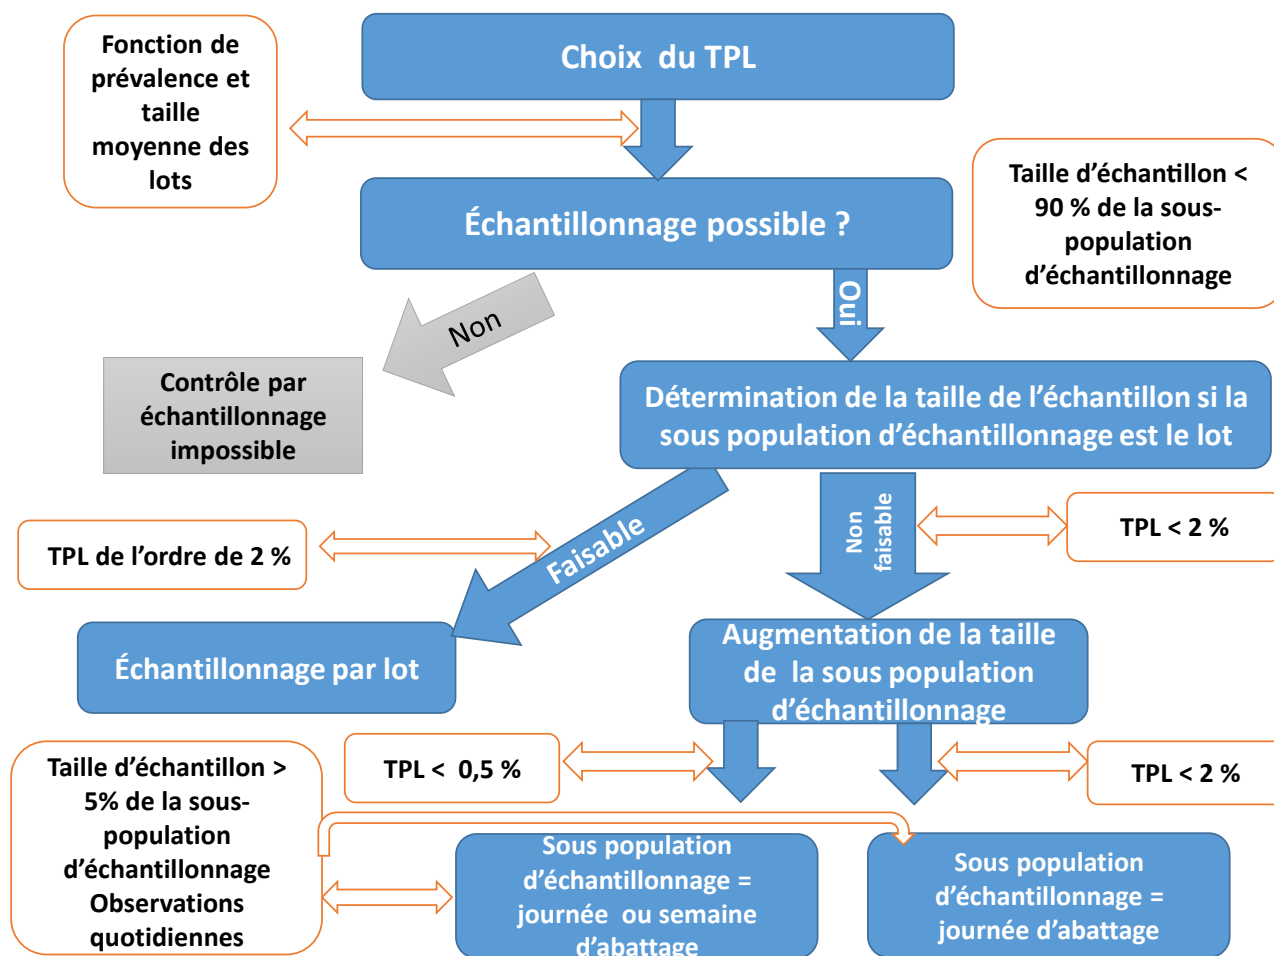 Fonction de
prévalence et
taille
moyenne des
lots
Choix du TPL
Échantillonnage possible ?
Taille d’échantillon <
90 % de la sous-
population
d’échantillonnage
Non
Oui
Contrôle par
échantillonnage
impossible
Détermination de la taille de l’échantillon si la
sous population d’échantillonnage est le lot
TPL de l’ordre de 2 %
Faisable
Non
faisable
TPL < 2 %
Échantillonnage par lot
Augmentation de la taille
de la sous population
d’échantillonnage
Taille d’échantillon >
5% de la sous-
population
d’échantillonnage
Observations
quotidiennes
TPL < 0,5 %
TPL < 2 %
Sous population
d’échantillonnage =
journée ou semaine
d’abattage
Sous population
d’échantillonnage =
journée d’abattage